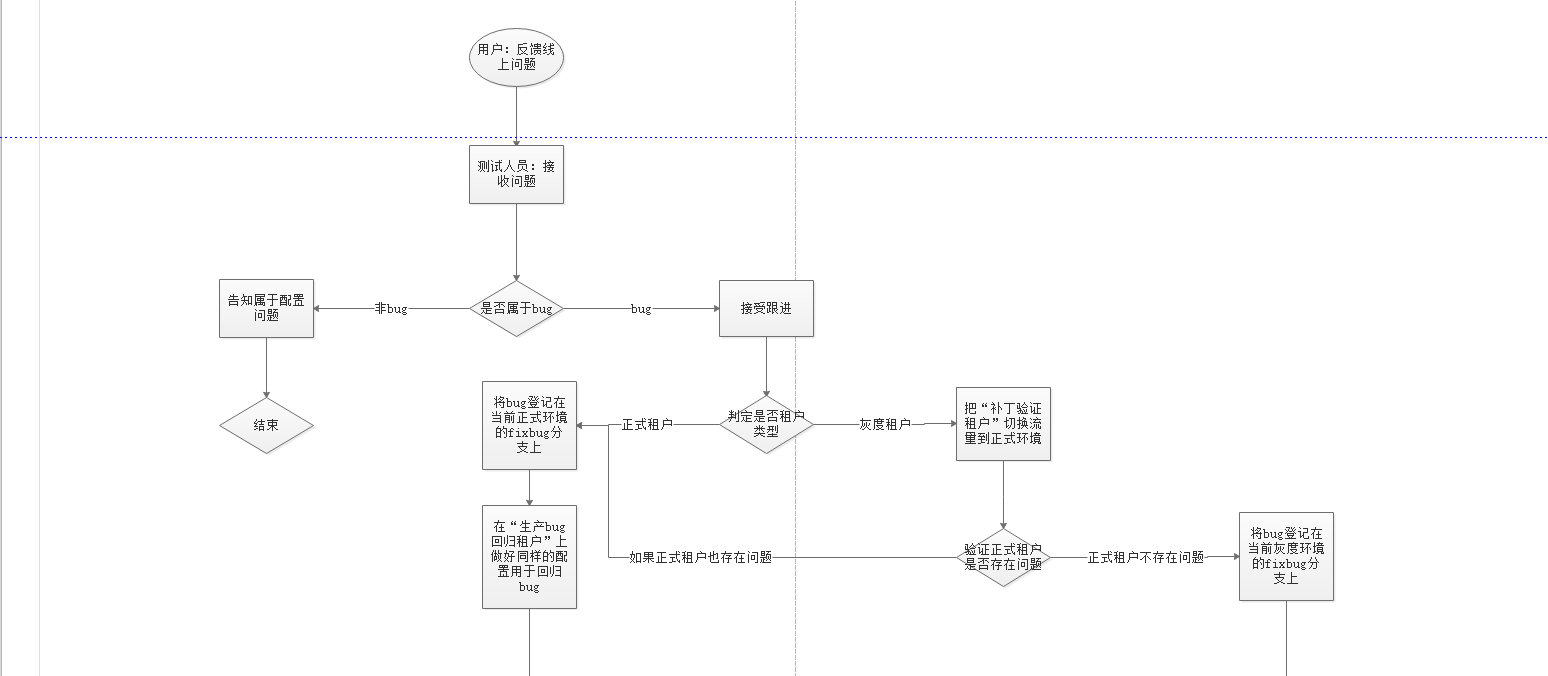 用户：反馈线
上问题
测试人员：接
收问题
告知属于配置
问题
非bug
是否属于bug
bug
接受跟进
结束
将bug登记在
当前正式环境
的fixbug分
支上
正式租户
判定是否租户
类型
灰度租户
把“补丁验证
租户”切换流
量到正式环境
在“生产bug
回归租户”上
做好同样的配
置用于回归
bug
如果正式租户也存在问题
验证正式租户
是否存在问题
正式租户不存在问题
将bug登记在
当前灰度环境
的fixbug分
支上